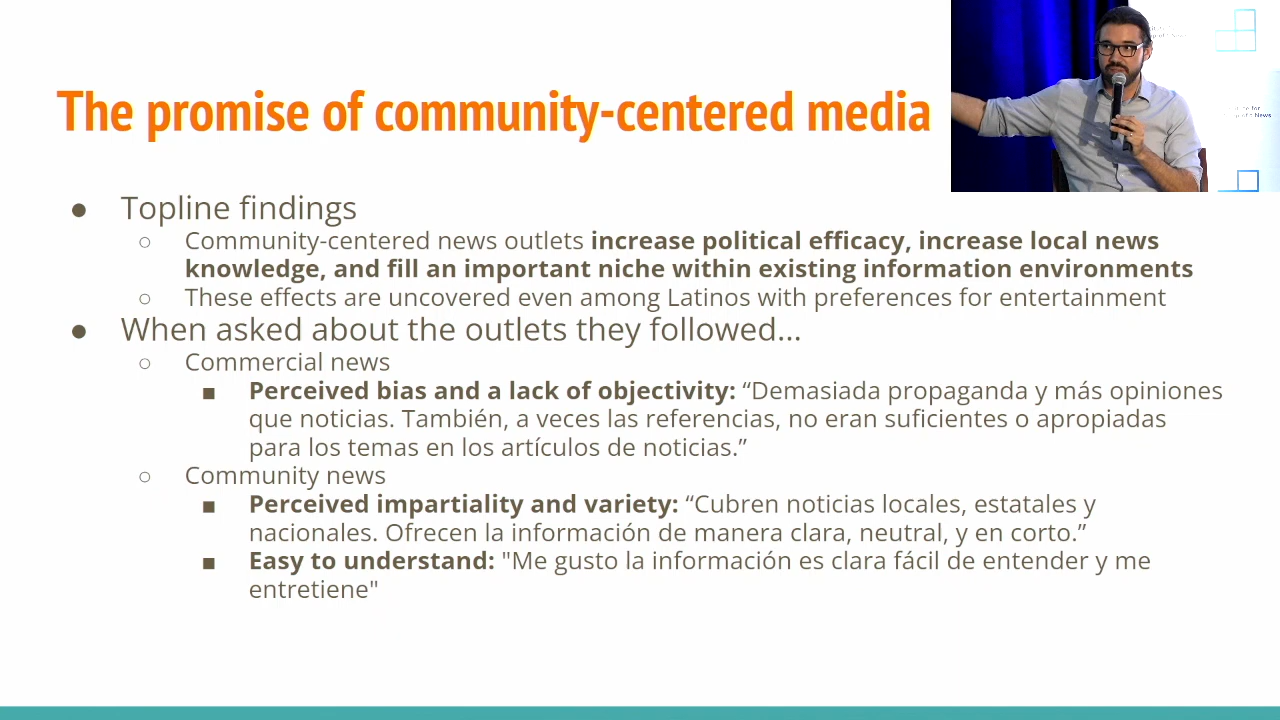 The promise of community-centered media
● Topline findings
○ Community-centered news outlets increase political efficacy, increase local news
knowledge, and fill an important niche within existing information environments
○ These effects are uncovered even among Latinos with preferences for entertainment
● When asked about the outlets they followed...
○ Commercial news
■ Perceived bias and a lack of objectivity: “Demasiada propaganda y más opiniones
que noticias. También, a veces las referencias, no eran suficientes o apropiadas
para los temas en los artículos de noticias.”
○ Community news
■ Perceived impartiality and variety: “Cubren noticias locales, estatales y
nacionales. Ofrecen la información de manera clara, neutral, y en corto.”
■ Easy to understand: "Me gusto la información es clara fácil de entender y me
entretiene"
News